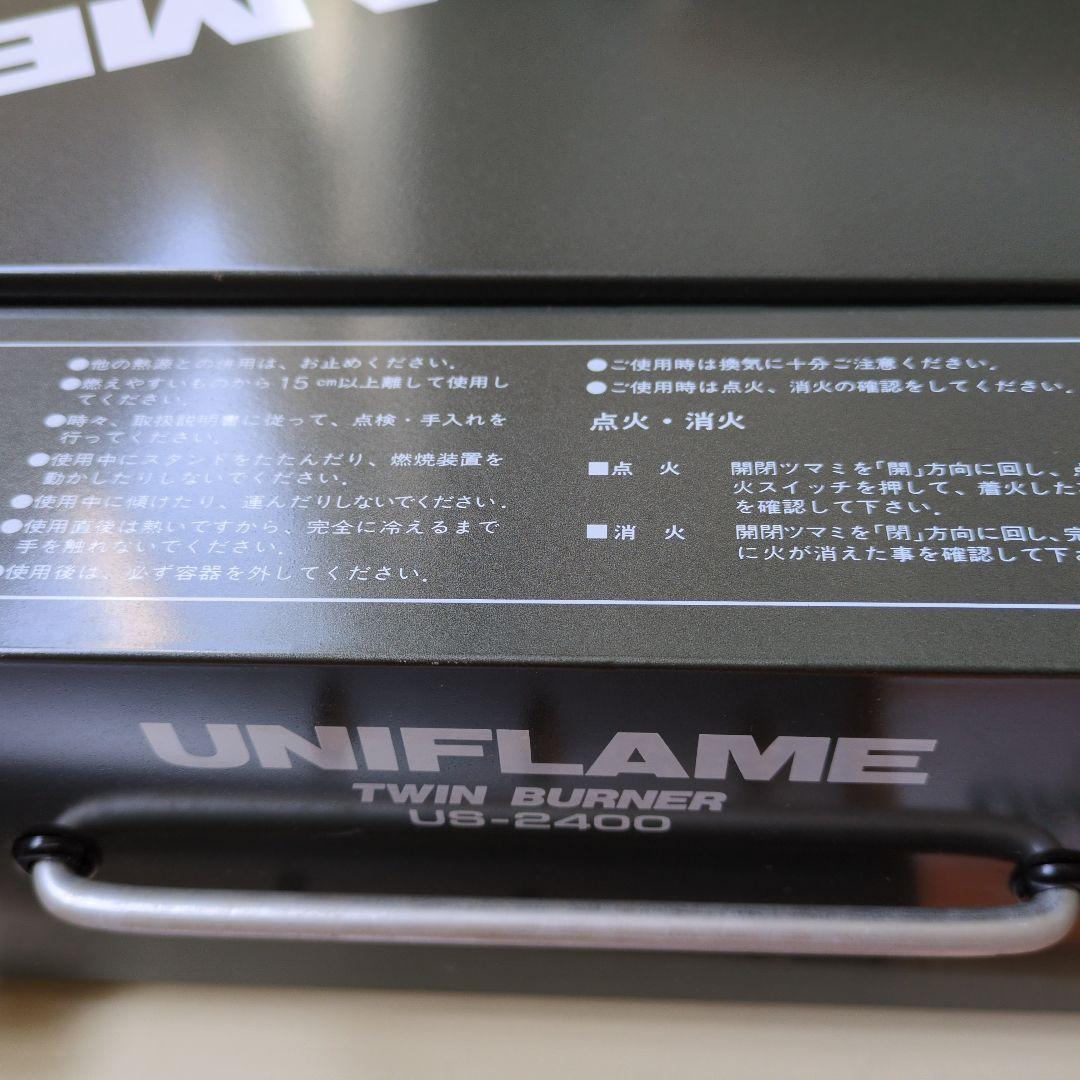 AME
●他の熱源との併用は、お止めください。
●燃えやすいものから15cm以上離して使用し
てください。
●時々、取扱説明書に従って、点検・手入れを
行ってください。
●使用中にスタンドをたたんだり、燃焼装置を
動かしたりしないでください。
●使用中に傾けたり、運んだりしないでください。
●使用直後は熱いですから、完全に冷えるまで
手を触れないでください。
●使用後は、必ず容器を外してください。
●ご使用時は換気に十分ご注意ください。
●ご使用時は点火、消火の確認をしてください。
点火・消火
■点 火 開閉ツマミを「開」方向に回し、点
火スイッチを押して、着火した
を確認して下さい。
■消 火 開閉ツマミを「閉」方向に回し、完
に火が消えた事を確認して下さ
UNIFLAME
TWIN BURNER
US-2400